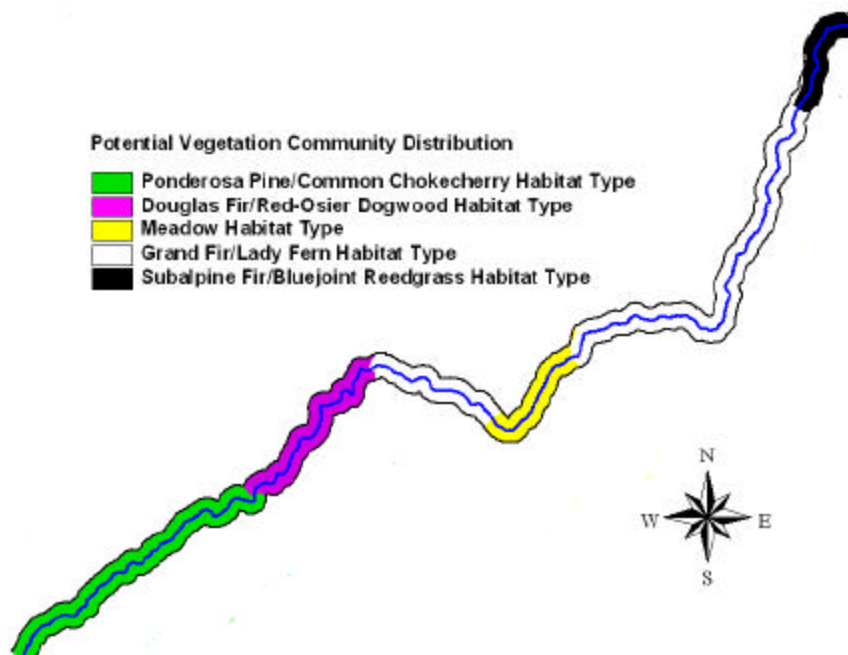 Potential Vegetation Community Distribution
Ponderosa Pine/Common Chokecherry Habitat Type
Douglas Fir/Red-Osier Dogwood Habitat Type
Meadow Habitat Type
Grand Fir/Lady Fern Habitat Type
Subalpine Fir/Bluejoint Reedgrass Habitat Type
N
W E
S